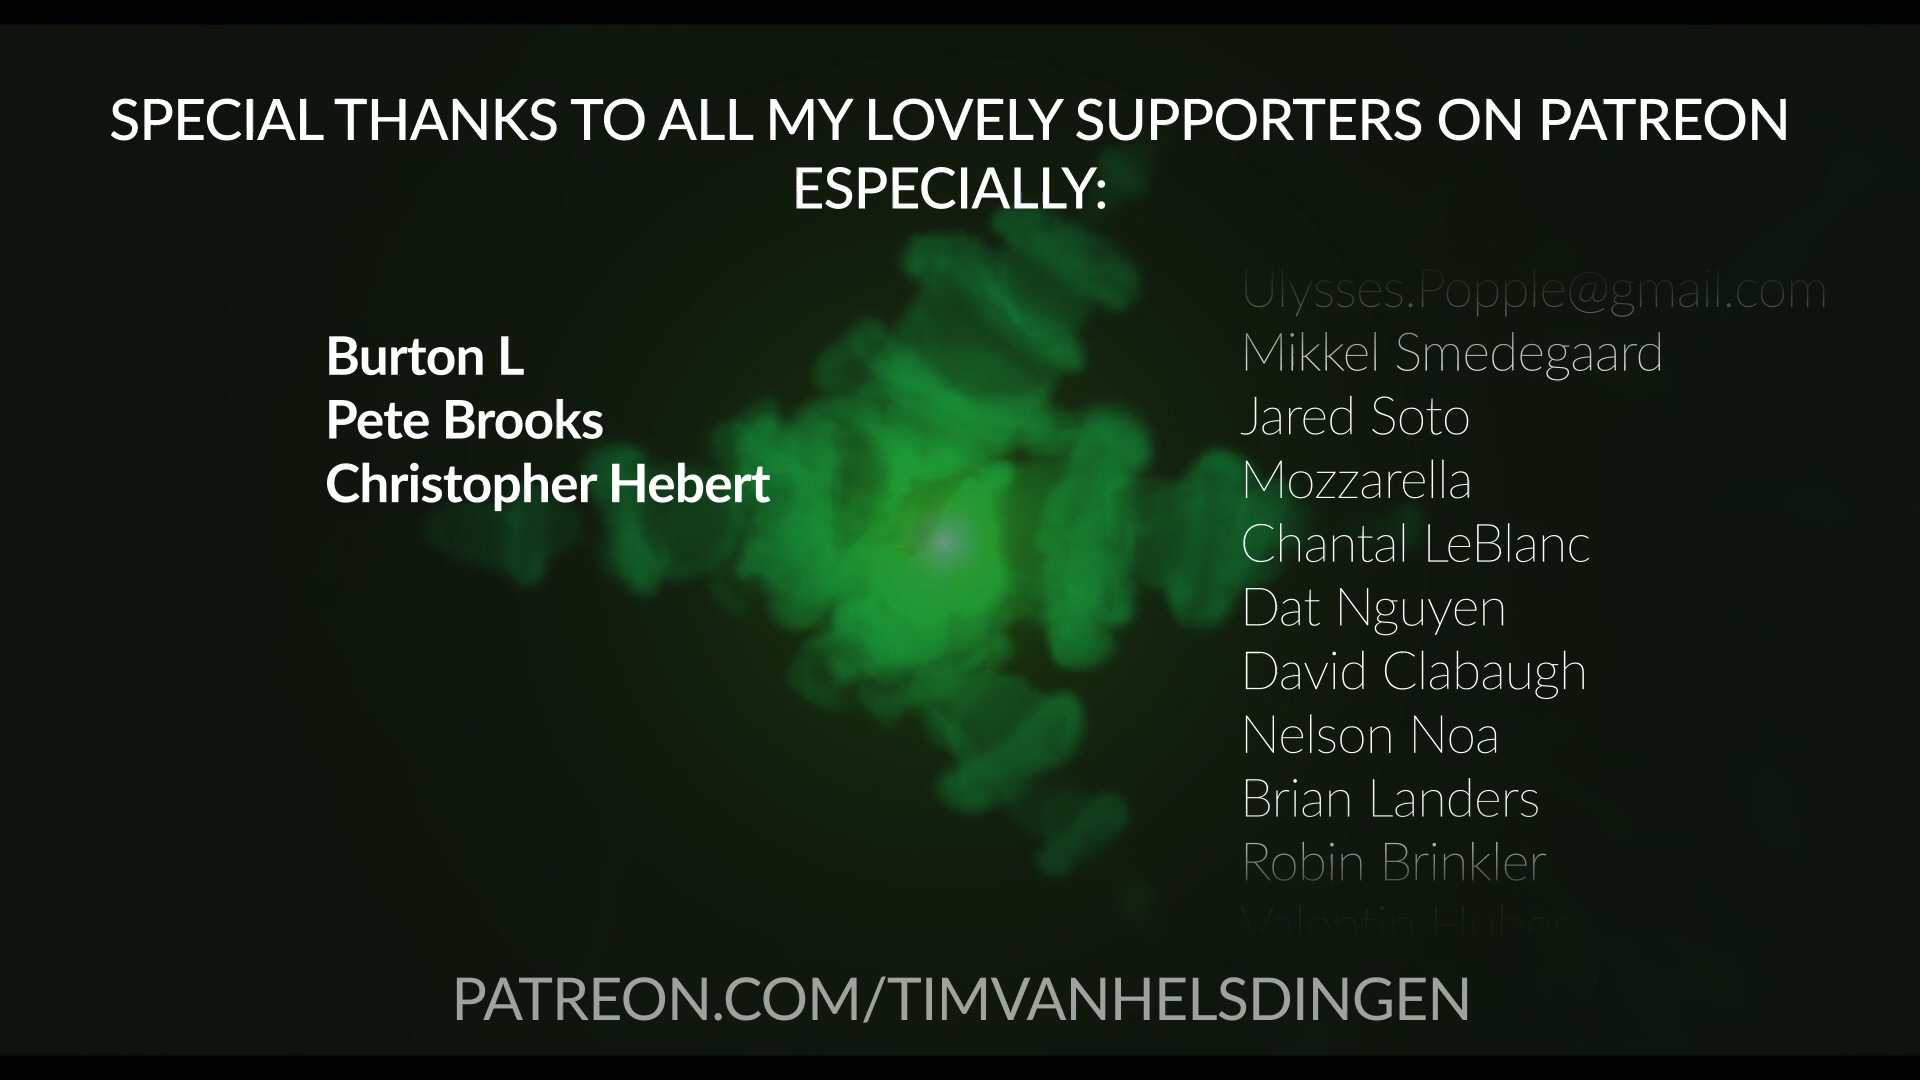 SPECIAL THANKS TO ALL MY LOVELY SUPPORTERS ON PATREON
ESPECIALLY:
Burton L
Pete Brooks
Christopher Hebert
Ulysses.Popple@gmail.com
Mikkel Smedegaard
Jared Soto
Mozzarella
Chantal LeBlanc
Dat Nguyen
David Clabaugh
Nelson Noa
Brian Landers
Robin Brinkler
Valentin Huber
PATREON.COM/TIMVANHELSDINGEN